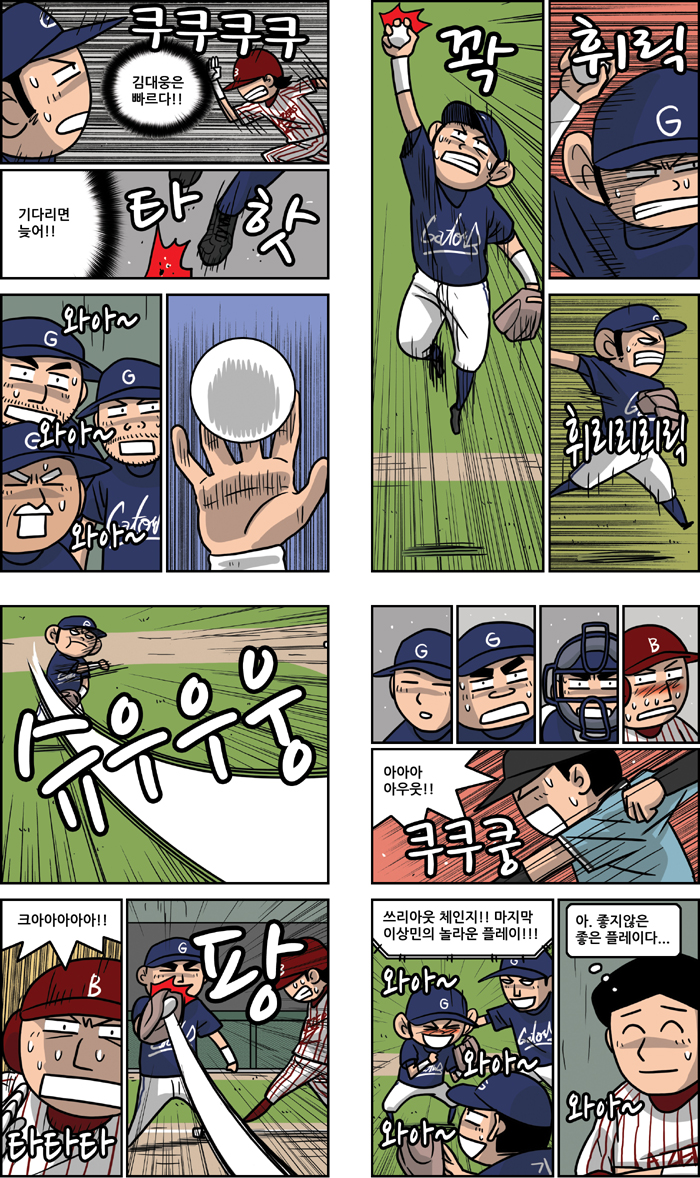 쿠쿠쿠쿠
김대웅은
빠르다!!
B
기다리면
늦어!!
타
핫
와아~
G
G
와아~
G
Gators
와아~
꽉
Gators
휘릭
G
G
휘리리리릭
슈우우웅
크아아아아아!!
B
타타타
G
팡
G
G
B
아아아
아우웃!!
쿠쿠쿵
쓰리아웃 체인지!! 마지막
이상민의 놀라운 플레이!!!
와아~
G
G
Gators
와아~
G
와아~
아. 좋지않은
좋은 플레이다...
와아~